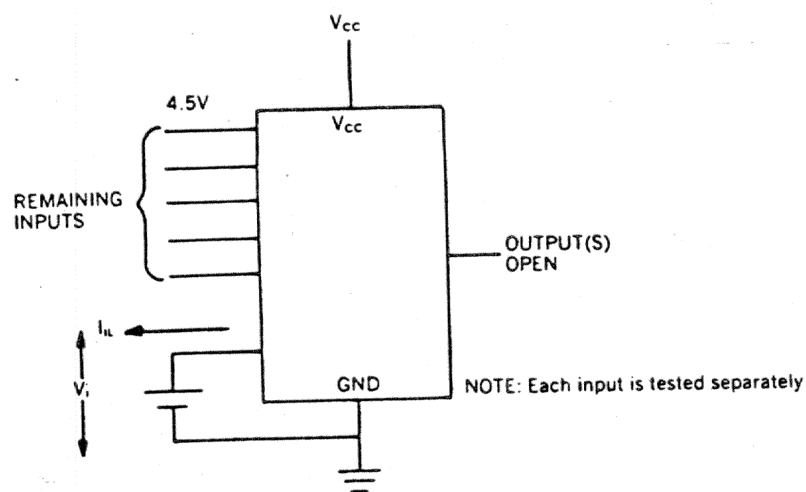 Vcc
4.5V
Vcc
REMAINING
INPUTS
OUTPUT(S)
OPEN
IIL
Vi
GND
NOTE: Each input is tested separately